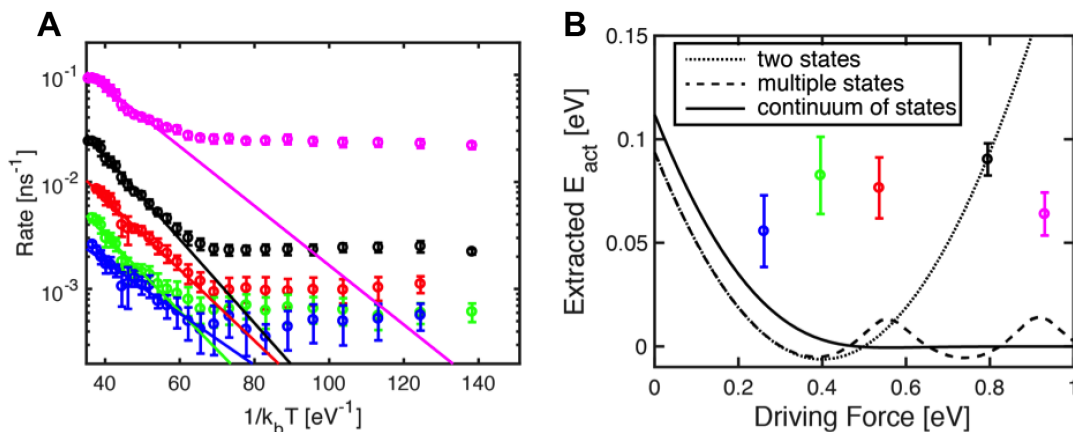 A
Rate [ns⁻¹]
10⁻¹
10⁻²
10⁻³
40 60 80 100 120 140
1/k_bT [eV⁻¹]
B
Extracted E_act [eV]
0.15
0.1
0.05
0
0 0.2 0.4 0.6 0.8 1
Driving Force [eV]
two states
multiple states
continuum of states